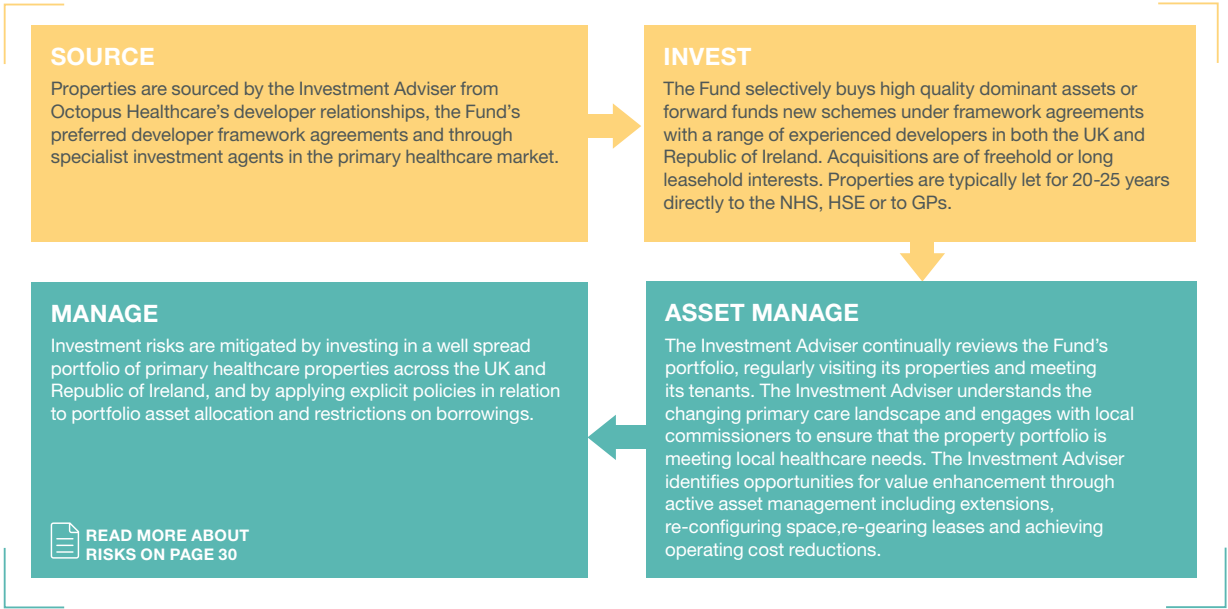 SOURCE
Properties are sourced by the Investment Adviser from
Octopus Healthcare's developer relationships, the Fund's
preferred developer framework agreements and through
specialist investment agents in the primary healthcare market.
INVEST
The Fund selectively buys high quality dominant assets or
forward funds new schemes under framework agreements
with a range of experienced developers in both the UK and
Republic of Ireland. Acquisitions are of freehold or long
leasehold interests. Properties are typically let for 20-25 years
directly to the NHS, HSE or to GPs.
ASSET MANAGE
The Investment Adviser continually reviews the Fund's
portfolio, regularly visiting its properties and meeting
its tenants. The Investment Adviser understands the
changing primary care landscape and engages with local
commissioners to ensure that the property portfolio is
meeting local healthcare needs. The Investment Adviser
identifies opportunities for value enhancement through
active asset management including extensions,
re-configuring space,re-gearing leases and achieving
operating cost reductions.
MANAGE
Investment risks are mitigated by investing in a well spread
portfolio of primary healthcare properties across the UK and
Republic of Ireland, and by applying explicit policies in relation
to portfolio asset allocation and restrictions on borrowings.
READ MORE ABOUT
RISKS ON PAGE 30